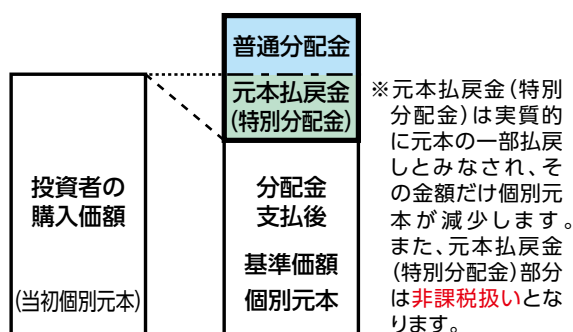 普通分配金
元本払戻金
(特別分配金)
投資者の
購入価額
(当初個別元本)
分配金
支払後
基準価額
個別元本
※元本払戻金(特別
分配金)は実質的
に元本の一部払戻
しとみなされ、そ
の金額だけ個別元
本が減少します。
また、元本払戻金
(特別分配金)部分
は非課税扱いとな
ります。